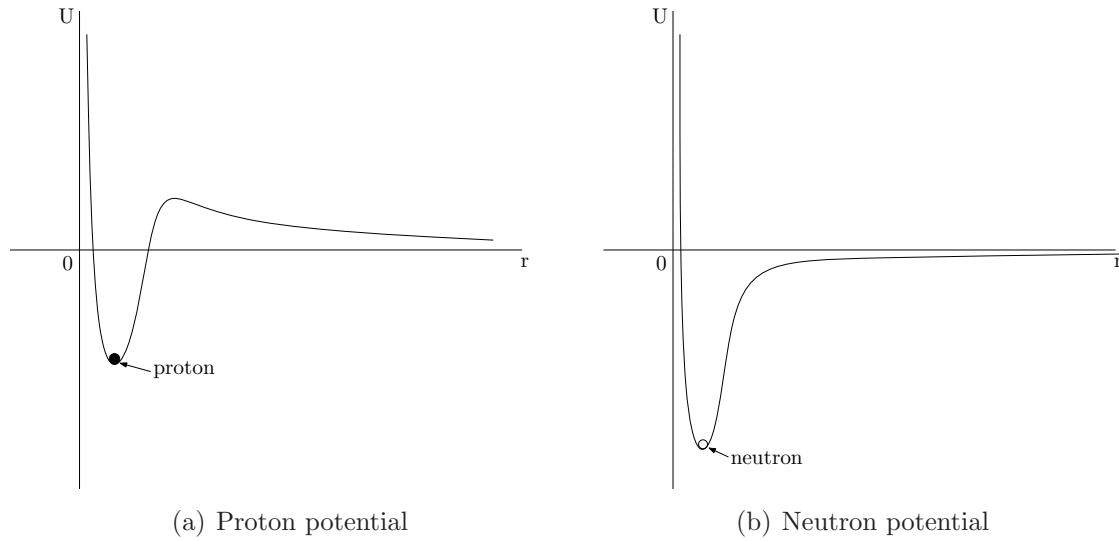 U
0
r
proton
(a) Proton potential
U
0
r
neutron
(b) Neutron potential